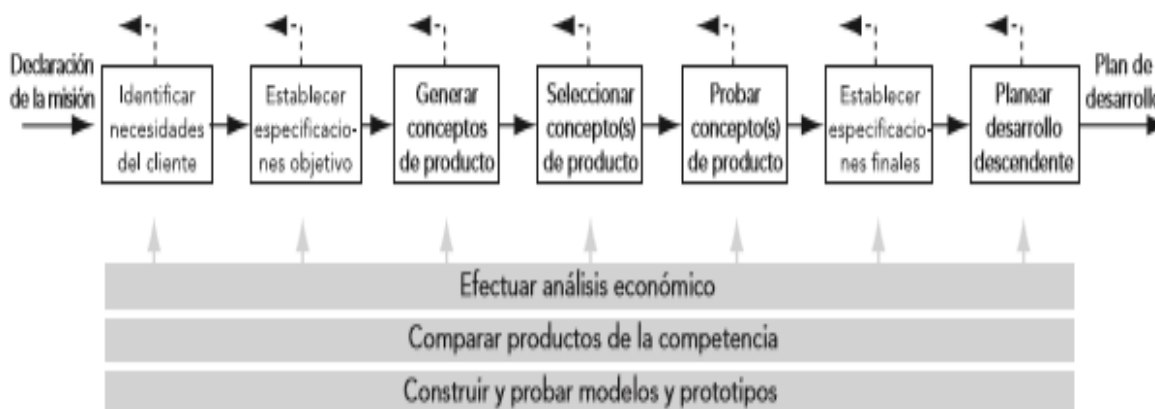 Declaración
de la misión
Identificar
necesidades
del cliente
Establecer
especificacio-
nes objetivo
Generar
conceptos
de producto
Seleccionar
concepto(s)
de producto
Probar
concepto(s)
de producto
Establecer
especificacio-
nes finales
Planear
desarrollo
descendente
Plan de
desarrollo
Efectuar análisis económico
Comparar productos de la competencia
Construir y probar modelos y prototipos